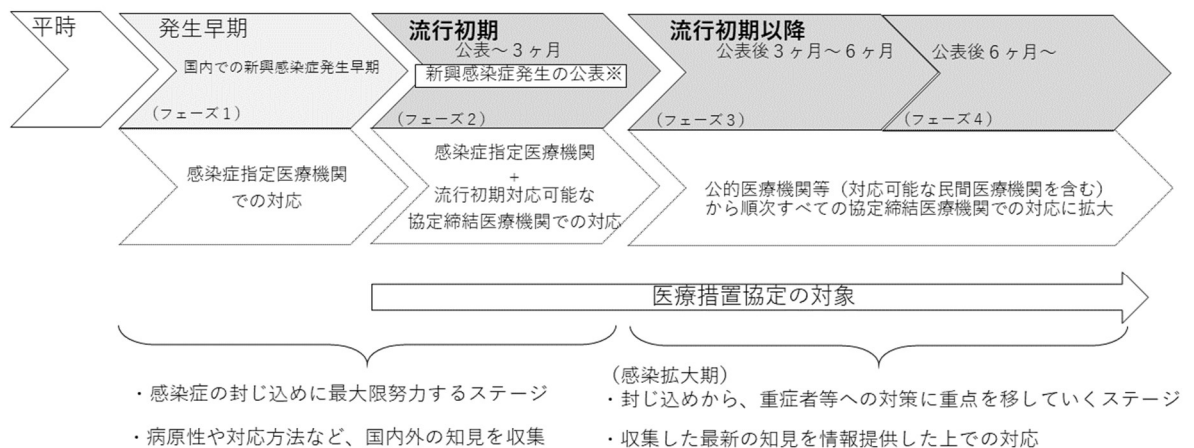 平時
発生早期
国内での新興感染症発生早期
（フェーズ１）
流行初期
公表～３ヶ月
新興感染症発生の公表※
（フェーズ２）
流行初期以降
公表後３ヶ月～６ヶ月
（フェーズ３）
公表後６ヶ月～
（フェーズ４）
感染症指定医療機関
での対応
感染症指定医療機関
+
流行初期対応可能な
協定締結医療機関での対応
公的医療機関等（対応可能な民間医療機関を含む）
から順次すべての協定締結医療機関での対応に拡大
医療措置協定の対象
・感染症の封じ込めに最大限努力するステージ
・病原性や対応方法など、国内外の知見を収集
（感染拡大期）
・封じ込めから、重症者等への対策に重点を移していくステージ
・収集した最新の知見を情報提供した上での対応